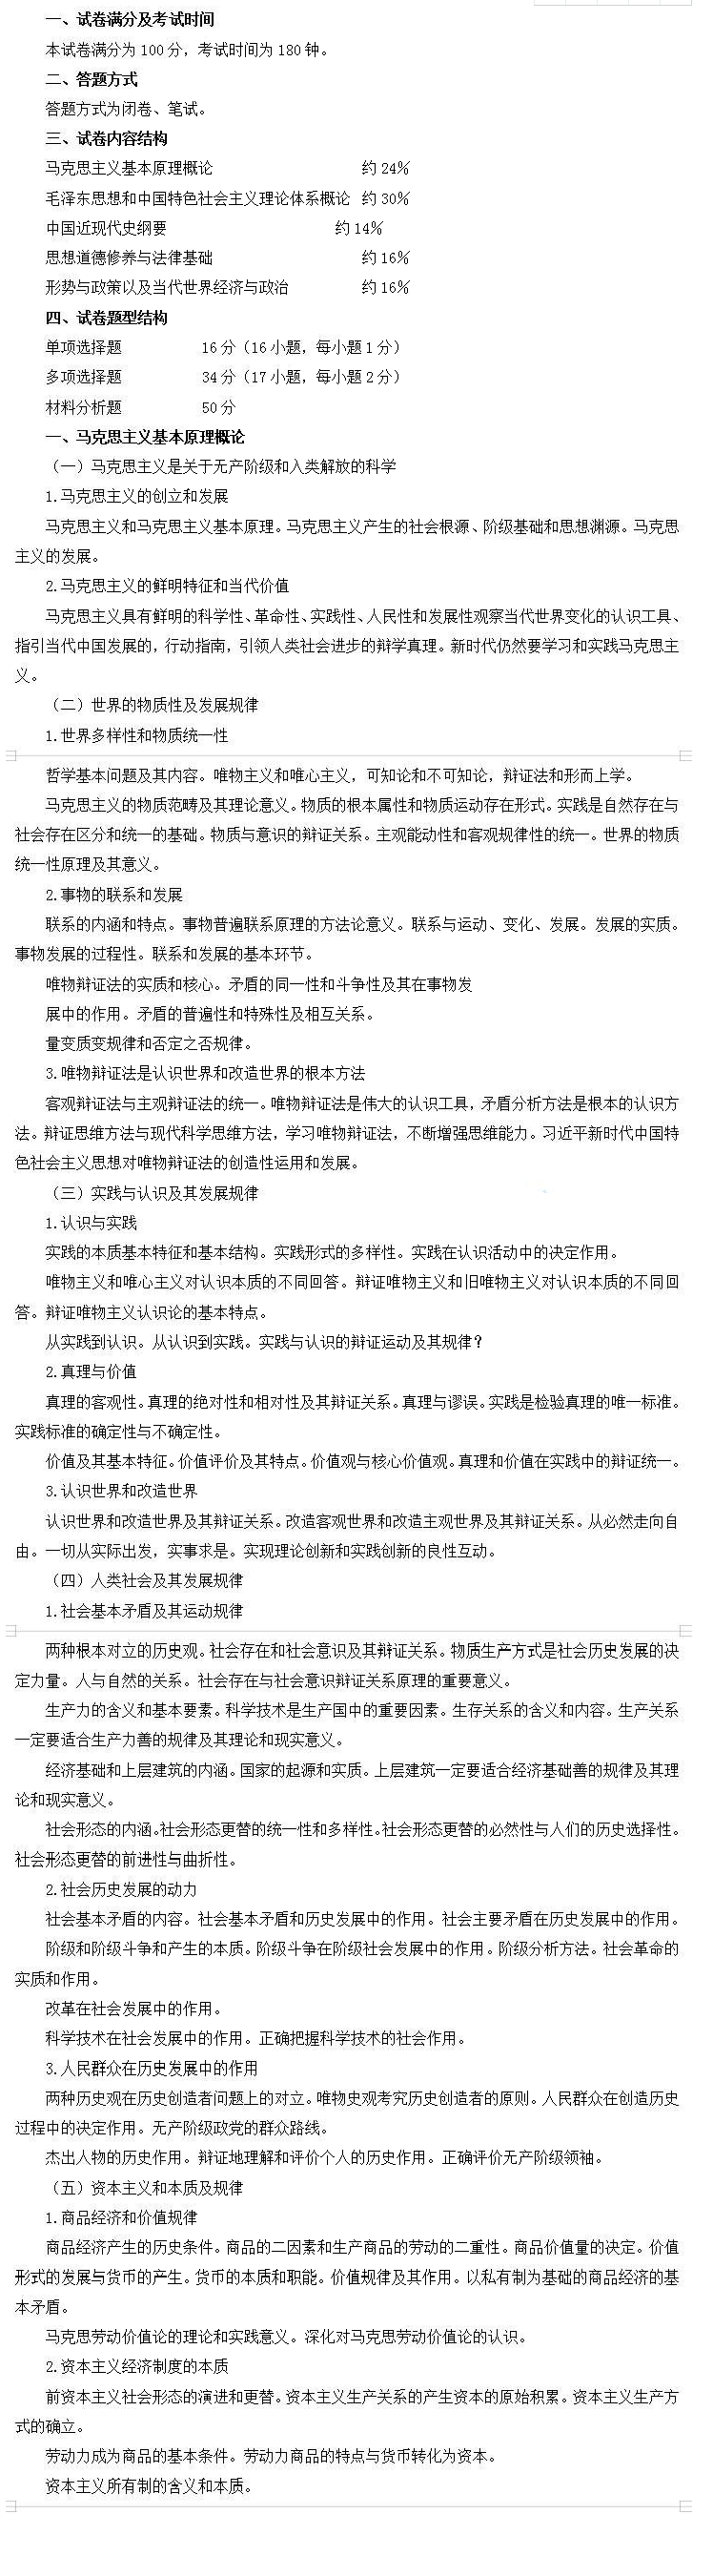 一、试卷满分及考试时间
本试卷满分为 100 分，考试时间为 180 钟。
二、答题方式
答题方式为闭卷、笔试。
三、试卷内容结构
马克思主义基本原理概论 约 24%
毛泽东思想和中国特色社会主义理论体系概论 约 30%
中国近现代史纲要 约 14%
思想道德修养与法律基础 约 16%
形势与政策以及当代世界经济与政治 约 16%
四、试卷题型结构
单项选择题 16 分（16 小题，每小题 1 分）
多项选择题 34 分（17 小题，每小题 2 分）
材料分析题 50 分
一、马克思主义基本原理概论
（一）马克思主义是关于无产阶级和入类解放的科学
1.马克思主义的创立和发展
马克思主义和马克思主义基本原理。马克思主义产生的社会根源、阶级基础和思想渊源。马克思
主义的发展。
2.马克思主义的鲜明特征和当代价值
马克思主义具有鲜明的科学性、革命性、实践性、人民性和发展性观察当代世界变化的认识工具、
指引当代中国发展的，行动指南，引领人类社会进步的辩学真理。新时代仍然要学习和实践马克思主
义。
（二）世界的物质性及发展规律
1.世界多样性和物质统一性
哲学基本问题及其内容。唯物主义和唯心主义，可知论和不可知论，辩证法和形而上学。
马克思主义的物质范畴及其理论意义。物质的根本属性和物质运动存在形式。实践是自然存在与
社会存在区分和统一的基础。物质与意识的辩证关系。主观能动性和客观规律性的统一。世界的物质
统一性原理及其意义。
2.事物的联系和发展
联系的内涵和特点。事物普遍联系原理的方法论意义。联系与运动、变化、发展。发展的实质。
事物发展的过程性。联系和发展的基本环节。
唯物辩证法的实质和核心。矛盾的同一性和斗争性及其在事物发
展中的作用。矛盾的普遍性和特殊性及相互关系。
量变质变规律和否定之否规律。
3.唯物辩证法是认识世界和改造世界的根本方法
客观辩证法与主观辩证法的统一。唯物辩证法是伟大的认识工具，矛盾分析方法是根本的认识方
法。辩证思维方法与现代科学思维方法，学习唯物辩证法，不断增强思维能力。习近平新时代中国特
色社会主义思想对唯物辩证法的创造性运用和发展。
（三）实践与认识及其发展规律
1.认识与实践
实践的本质基本特征和基本结构。实践形式的多样性。实践在认识活动中的决定作用。
唯物主义和唯心主义对认识本质的不同回答。辩证唯物主义和旧唯物主义对认识本质的不同回
答。辩证唯物主义认识论的基本特点。
从实践到认识。从认识到实践。实践与认识的辩证运动及其规律?
2.真理与价值
真理的客观性。真理的绝对性和相对性及其辩证关系。真理与谬误。实践是检验真理的唯一标准。
实践标准的确定性与不确定性。
价值及其基本特征。价值评价及其特点。价值观与核心价值观。真理和价值在实践中的辩证统一。
3.认识世界和改造世界
认识世界和改造世界及其辩证关系。改造客观世界和改造主观世界及其辩证关系。从必然走向自
由。一切从实际出发，实事求是。实现理论创新和实践创新的良性互动。
（四）人类社会及其发展规律
1.社会基本矛盾及其运动规律
两种根本对立的历史观。社会存在和社会意识及其辩证关系。物质生产方式是社会历史发展的决
定力量。人与自然的关系。社会存在与社会意识辩证关系原理的重要意义。
生产力的含义和基本要素。科学技术是生产国中的重要因素。生存关系的含义和内容。生产关系
一定要适合生产力善的规律及其理论和现实意义。
经济基础和上层建筑的内涵。国家的起源和实质。上层建筑一定要适合经济基础善的规律及其理
论和现实意义。
社会形态的内涵。社会形态更替的统一性和多样性。社会形态更替的必然性与人们的历史选择性。
社会形态更替的前进性与曲折性。
2.社会历史发展的动力
社会基本矛盾的内容。社会基本矛盾和历史发展中的作用。社会主要矛盾在历史发展中的作用。
阶级和阶级斗争和产生的本质。阶级斗争在阶级社会发展中的作用。阶级分析方法。社会革命的
实质和作用。
改革在社会发展中的作用。
科学技术在社会发展中的作用。正确把握科学技术的社会作用。
3.人民群众在历史发展中的作用
两种历史观在历史创造者问题上的对立。唯物史观考究历史创造者的原则。人民群众在创造历史
过程中的决定作用。无产阶级政党的群众路线。
杰出人物的历史作用。辩证地理解和评价个人的历史作用。正确评价无产阶级领袖。
（五）资本主义和本质及规律
1.商品经济和价值规律
商品经济产生的历史条件。商品的二因素和生产商品的劳动的二重性。商品价值量的决定。价值
形式的发展与货币的产生。货币的本质和职能。价值规律及其作用。以私有制为基础的商品经济的基
本矛盾。
马克思劳动价值论的理论和实践意义。深化对马克思劳动价值论的认识。
2.资本主义经济制度的本质
前资本主义社会形态的演进和更替。资本主义生产关系的产生资本的原始积累。资本主义生产方
式的确立。
劳动力成为商品的基本条件。劳动力商品的特点与货币转化为资本。
资本主义所有制的含义和本质。